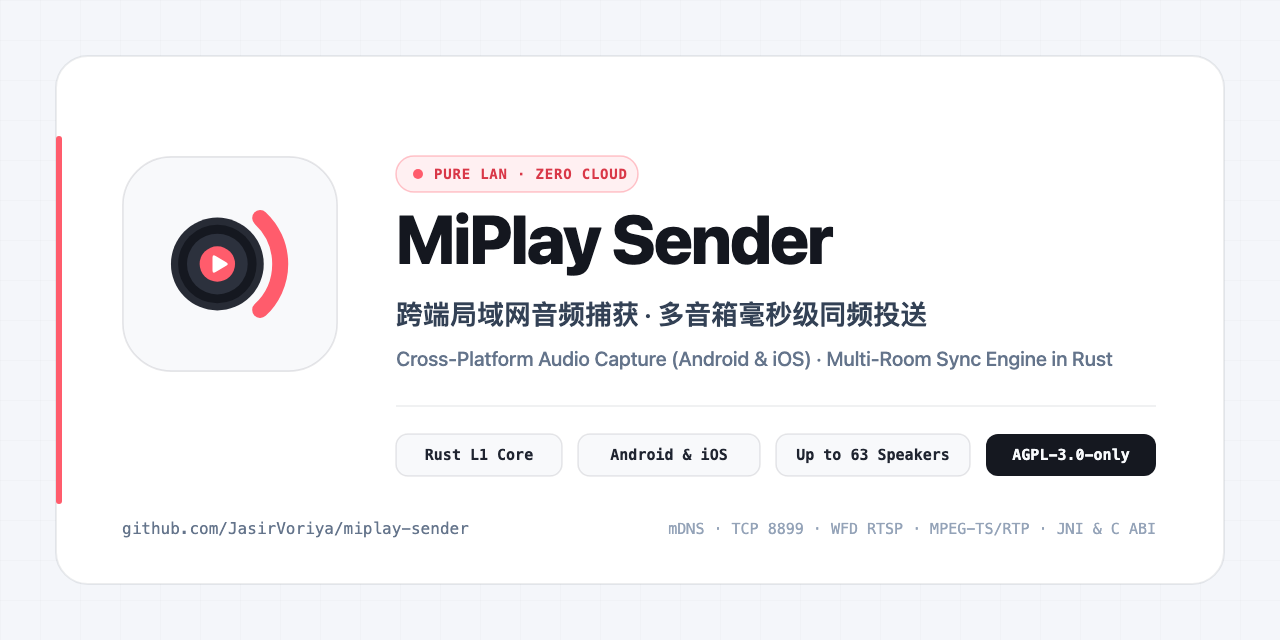 PURE LAN · ZERO CLOUD
MiPlay Sender
跨端局域网音频捕获 · 多音箱毫秒级同频投送
Cross-Platform Audio Capture (Android & iOS) · Multi-Room Sync Engine in Rust
Rust L1 Core
Android & iOS
Up to 63 Speakers
AGPL-3.0-only
github.com/JasirVoriya/miplay-sender
mDNS · TCP 8899 · WFD RTSP · MPEG-TS/RTP · JNI & C ABI